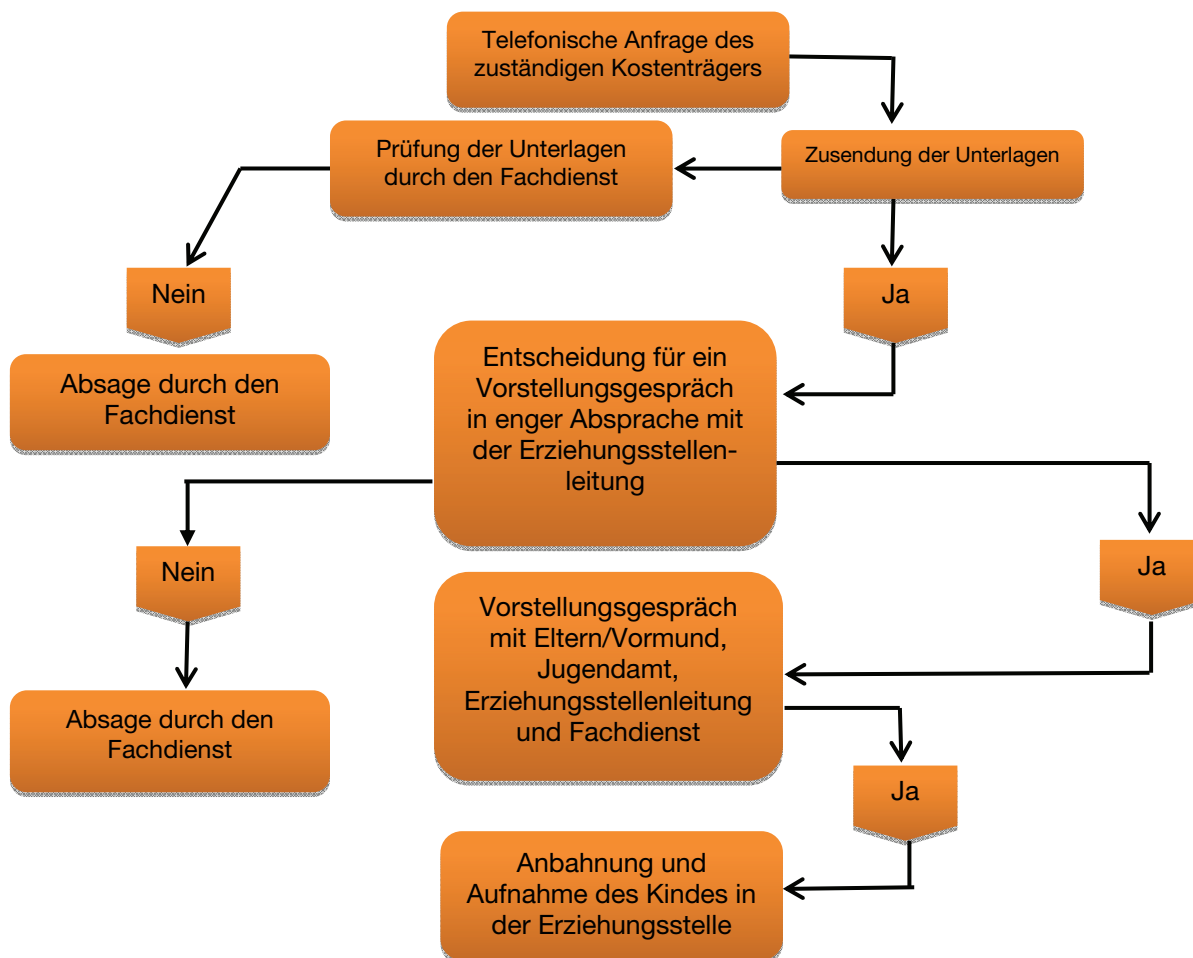 Telefonische Anfrage des
zuständigen Kostenträgers
Prüfung der Unterlagen
durch den Fachdienst
Zusendung der Unterlagen
Nein
Ja
Absage durch den
Fachdienst
Entscheidung für ein
Vorstellungsgespräch
in enger Absprache mit
der Erziehungsstellen-
leitung
Nein
Ja
Vorstellungsgespräch
mit Eltern/Vormund,
Jugendamt,
Erziehungsstellenleitung
und Fachdienst
Absage durch den
Fachdienst
Ja
Anbahnung und
Aufnahme des Kindes in
der Erziehungsstelle